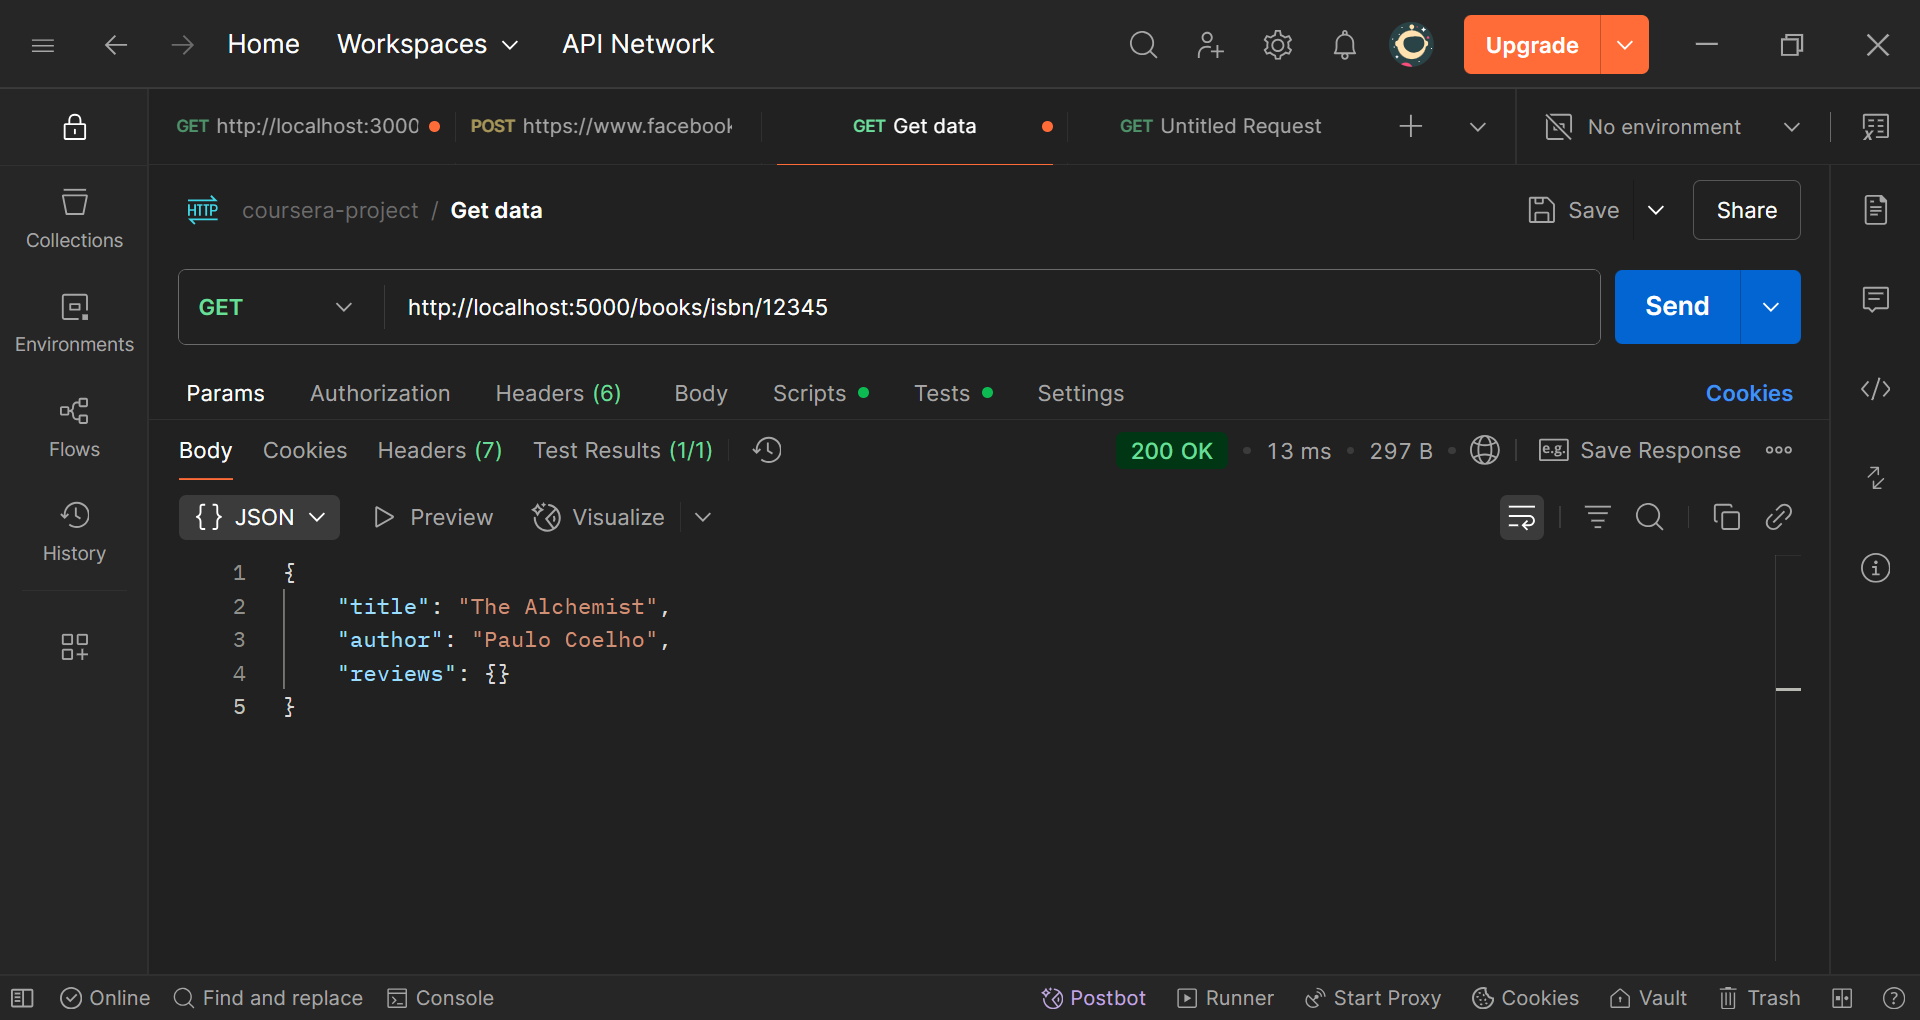 Home Workspaces API Network Upgrade
GET http://localhost:3000 POST https://www.facebook GET Get data GET Untitled Request No environment
HTTP coursera-project / Get data Save Share
Collections
GET http://localhost:5000/books/isbn/12345 Send
Environments
Params Authorization Headers (6) Body Scripts Tests Settings Cookies
Flows
Body Cookies Headers (7) Test Results (1/1) 200 OK • 13 ms • 297 B • e.g. Save Response
{} JSON Preview Visualize
History
1 {
2 "title": "The Alchemist",
3 "author": "Paulo Coelho",
4 "reviews": {}
5 }
Online Find and replace Console Postbot Runner Start Proxy Cookies Vault Trash